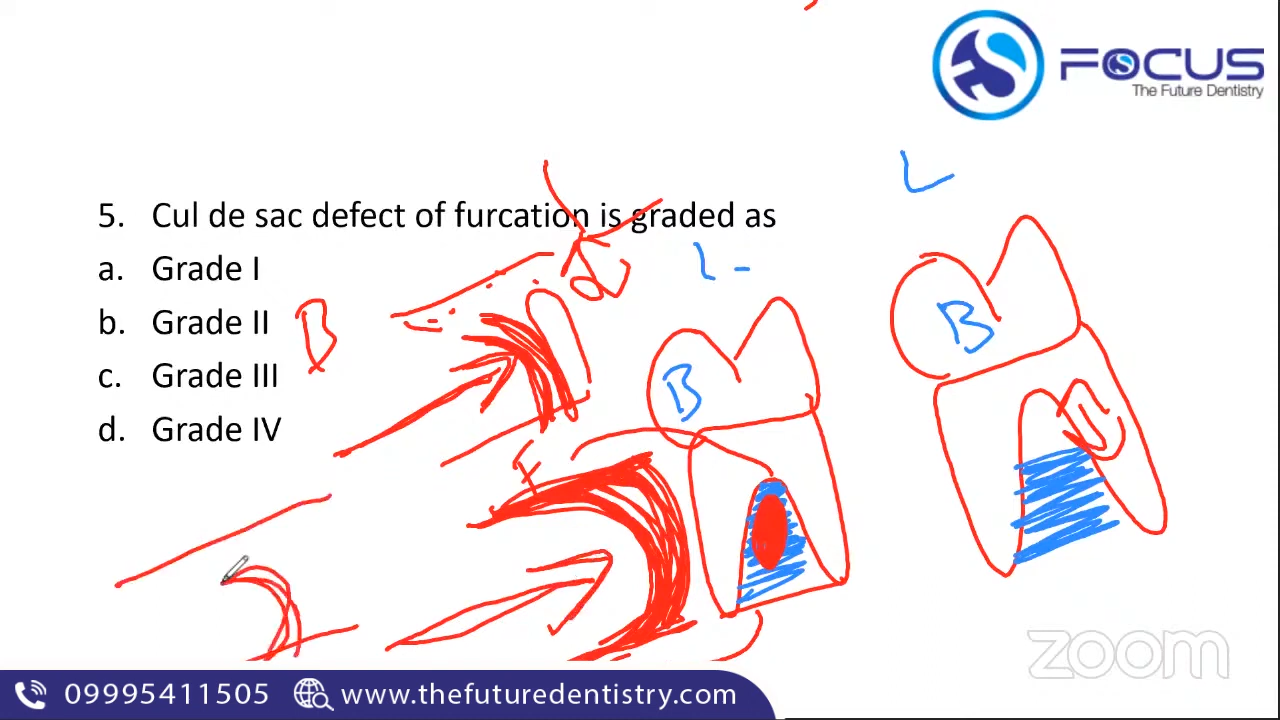 FOCUS
The Future Dentistry
L
5. Cul de sac defect of furcation is graded as
a. Grade I
L -
b. Grade II
B
B
c. Grade III
B
d. Grade IV
F
zoom
09995411505 www.thefuturedentistry.com